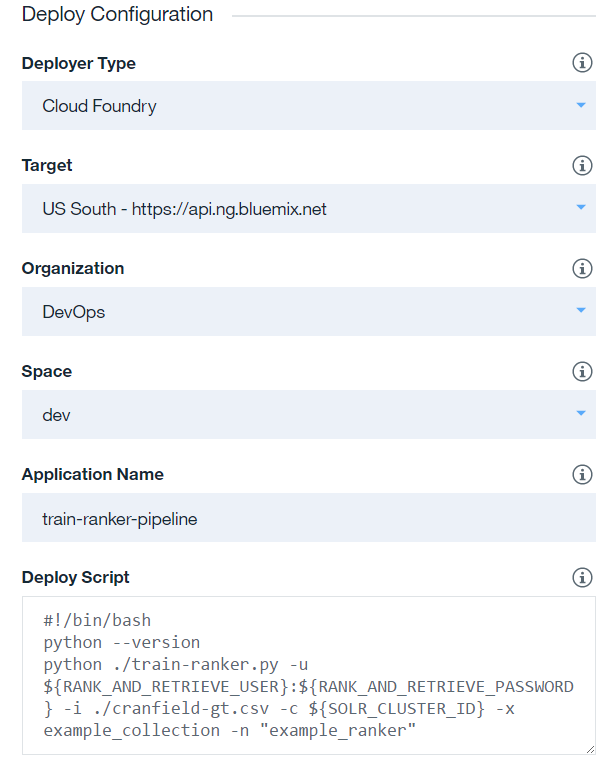 Deploy Configuration
Deployer Type
Cloud Foundry
Target
US South - https://api.ng.bluemix.net
Organization
DevOps
Space
dev
Application Name
train-ranker-pipeline
Deploy Script
#!/bin/bash
python --version
python ./train-ranker.py -u
${RANK_AND_RETRIEVE_USER}:${RANK_AND_RETRIEVE_PASSWORD
} -i ./cranfield-gt.csv -c ${SOLR_CLUSTER_ID} -x
example_collection -n "example_ranker"